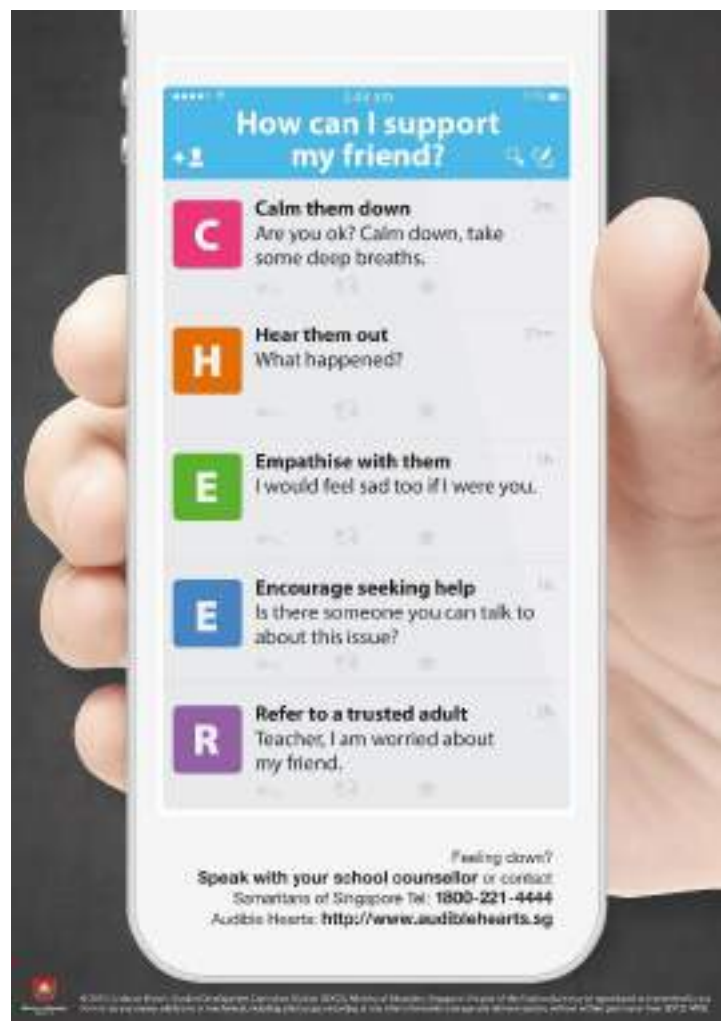 How can I support
my friend?
C
Calm them down
Are you ok? Calm down, take
some deep breaths.
H
Hear them out
What happened?
E
Empathise with them
I would feel sad too if I were you.
E
Encourage seeking help
Is there someone you can talk to
about this issue?
R
Refer to a trusted adult
Teacher, I am worried about
my friend.
Feeling down?
Speak with your school counsellor or contact
Samaritans of Singapore Tel: 1800-221-4444
Audible Hearts: http://www.audiblehearts.sg